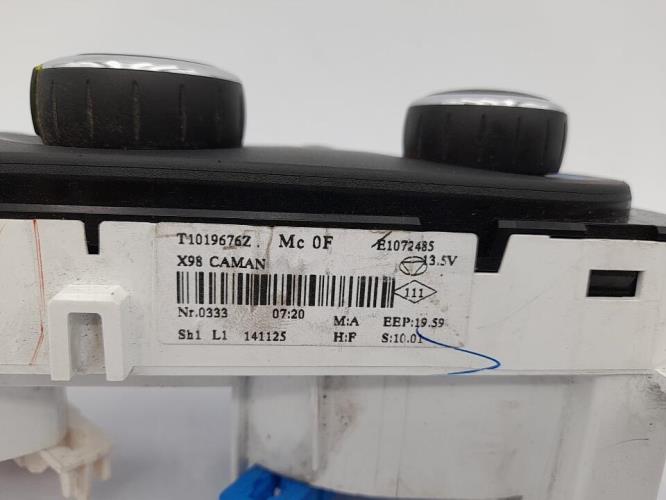 T1019676Z . Mc 0F E1072485
X98 CAMAN 13.5V
111
Nr.0333 07:20 M:A EEP:19.59
Sh1 L1 141125 H:F S:10.01